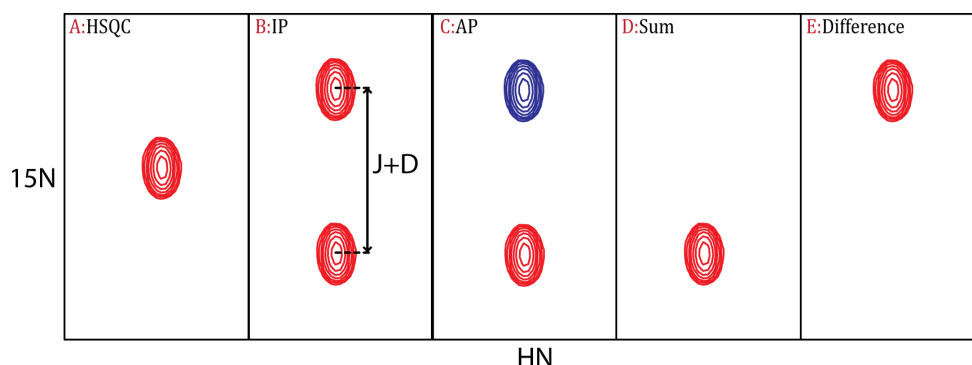 A:HSQC
B:IP
C:AP
D:Sum
E:Difference
J+D
15N
HN